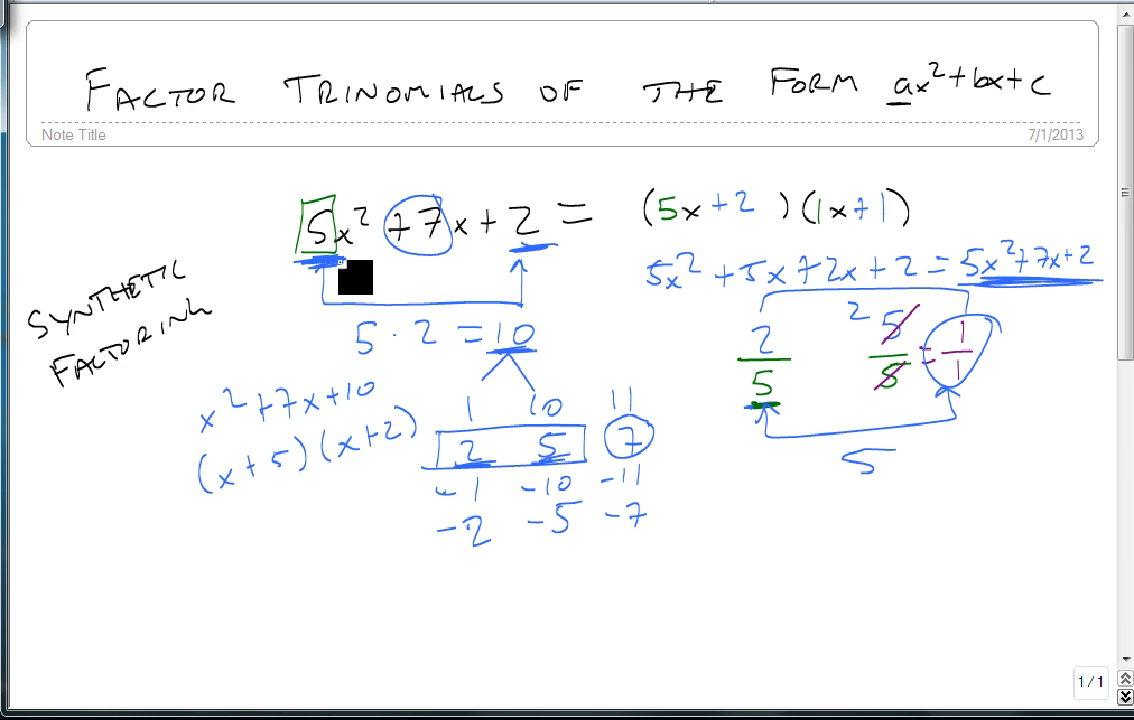 FACTOR TRINOMIALS OF THE FORM ax²+bx+c
Note Title
7/1/2013
5x² +7x + 2 = (5x +2 )(1x+1)
5x² +5x+2x+2 = 5x²+7x+2
SYNTHETIC
FACTORING
5 · 2 = 10
2/5
2 5/5 = 1/1
5
x²+7x+10
(x+5)(x+2)
1 10 11
2 5 7
-1 -10 -11
-2 -5 -7
1/1